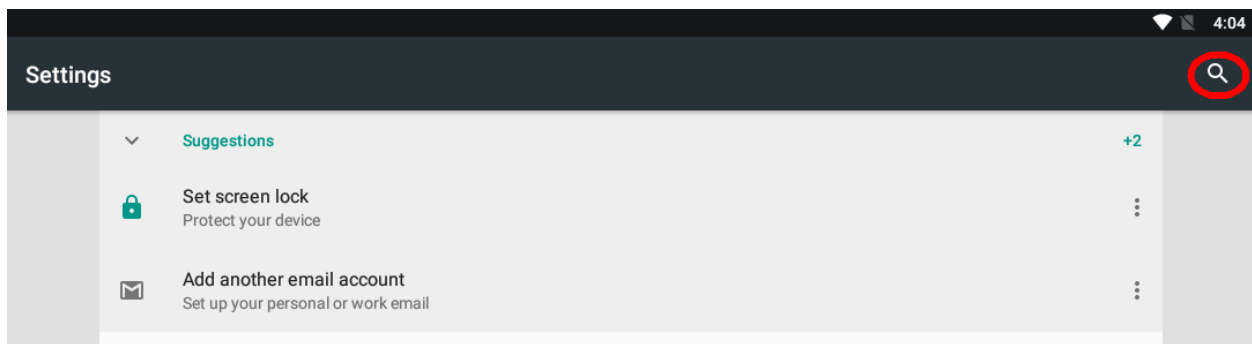 4:04
Settings
Suggestions +2
Set screen lock
Protect your device
Add another email account
Set up your personal or work email